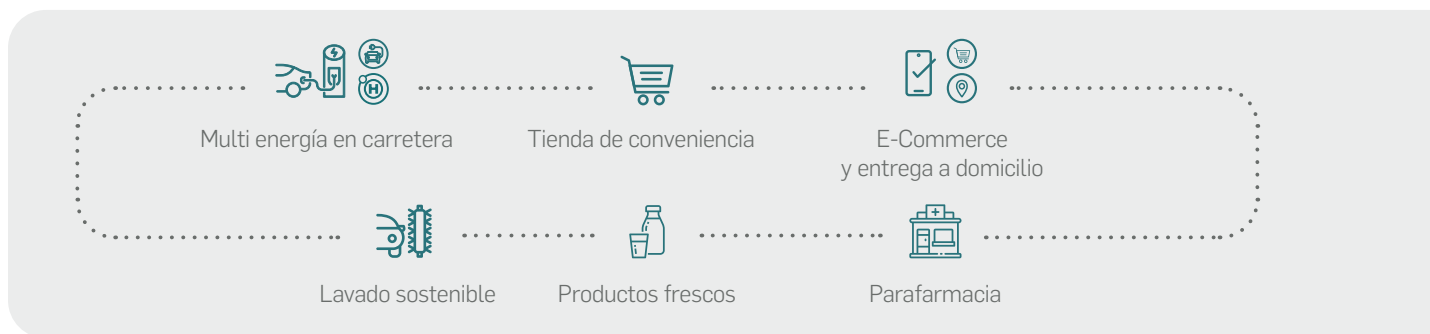 Multi energía en carretera
Tienda de conveniencia
E-Commerce
y entrega a domicilio
Lavado sostenible
Productos frescos
Parafarmacia